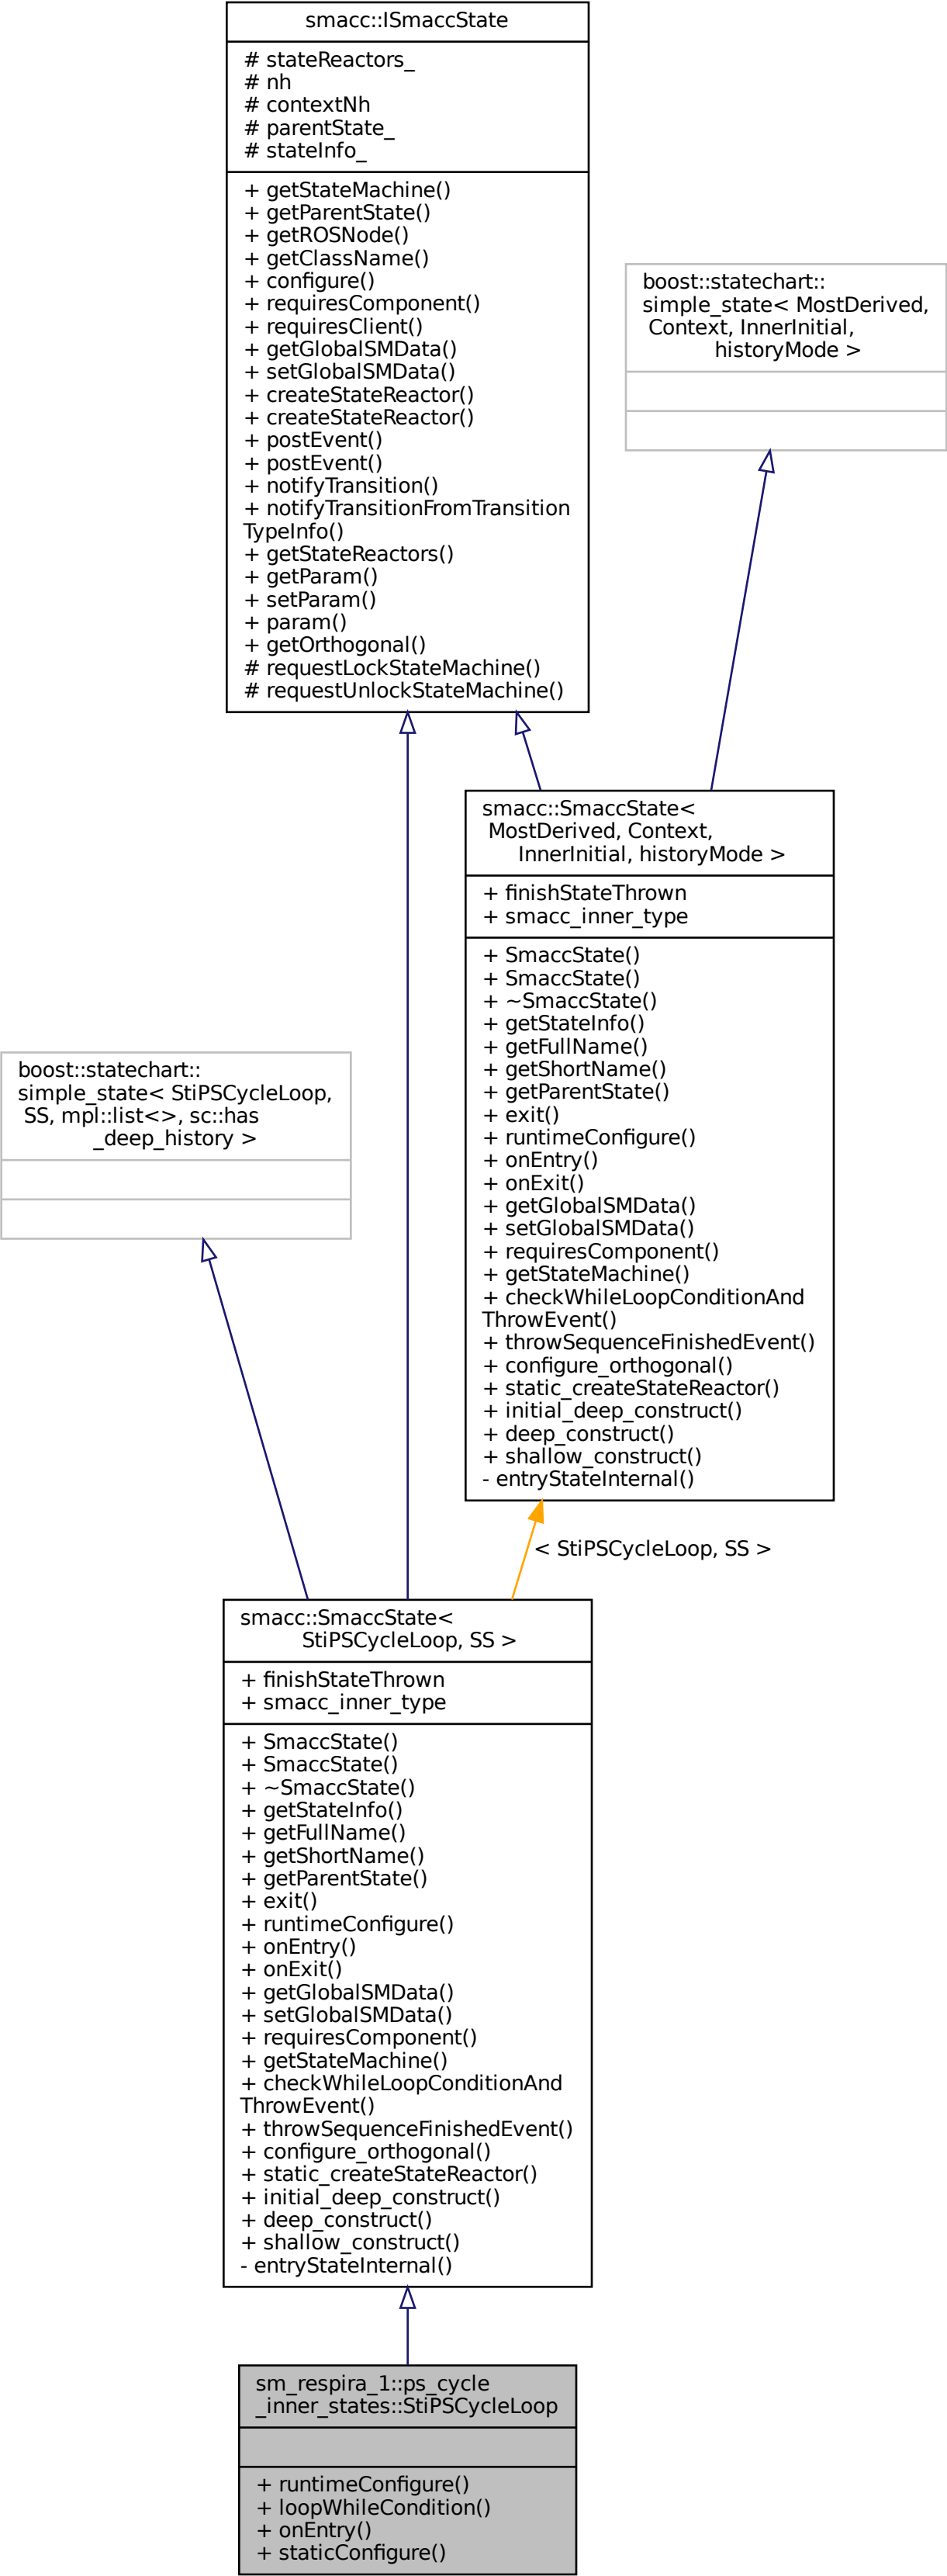 smacc::ISmaccState
# stateReactors_
# nh
# contextNh
# parentState_
# stateInfo_
+ getStateMachine()
+ getParentState()
+ getROSNode()
+ getClassName()
+ configure()
+ requiresComponent()
+ requiresClient()
+ getGlobalSMData()
+ setGlobalSMData()
+ createStateReactor()
+ createStateReactor()
+ postEvent()
+ postEvent()
+ notifyTransition()
+ notifyTransitionFromTransition
TypeInfo()
+ getStateReactors()
+ getParam()
+ setParam()
+ param()
+ getOrthogonal()
# requestLockStateMachine()
# requestUnlockStateMachine()
boost::statechart::
simple_state< MostDerived,
Context, InnerInitial,
historyMode >
smacc::SmaccState<
MostDerived, Context,
InnerInitial, historyMode >
+ finishStateThrown
+ smacc_inner_type
+ SmaccState()
+ SmaccState()
+ ~SmaccState()
+ getStateInfo()
+ getFullName()
+ getShortName()
+ getParentState()
+ exit()
+ runtimeConfigure()
+ onEntry()
+ onExit()
+ getGlobalSMData()
+ setGlobalSMData()
+ requiresComponent()
+ getStateMachine()
+ checkWhileLoopConditionAnd
ThrowEvent()
+ throwSequenceFinishedEvent()
+ configure_orthogonal()
+ static_createStateReactor()
+ initial_deep_construct()
+ deep_construct()
+ shallow_construct()
- entryStateInternal()
boost::statechart::
simple_state< StiPSCycleLoop,
SS, mpl::list<>, sc::has
_deep_history >
< StiPSCycleLoop, SS >
smacc::SmaccState<
StiPSCycleLoop, SS >
+ finishStateThrown
+ smacc_inner_type
+ SmaccState()
+ SmaccState()
+ ~SmaccState()
+ getStateInfo()
+ getFullName()
+ getShortName()
+ getParentState()
+ exit()
+ runtimeConfigure()
+ onEntry()
+ onExit()
+ getGlobalSMData()
+ setGlobalSMData()
+ requiresComponent()
+ getStateMachine()
+ checkWhileLoopConditionAnd
ThrowEvent()
+ throwSequenceFinishedEvent()
+ configure_orthogonal()
+ static_createStateReactor()
+ initial_deep_construct()
+ deep_construct()
+ shallow_construct()
- entryStateInternal()
sm_respira_1::ps_cycle
_inner_states::StiPSCycleLoop
+ runtimeConfigure()
+ loopWhileCondition()
+ onEntry()
+ staticConfigure()